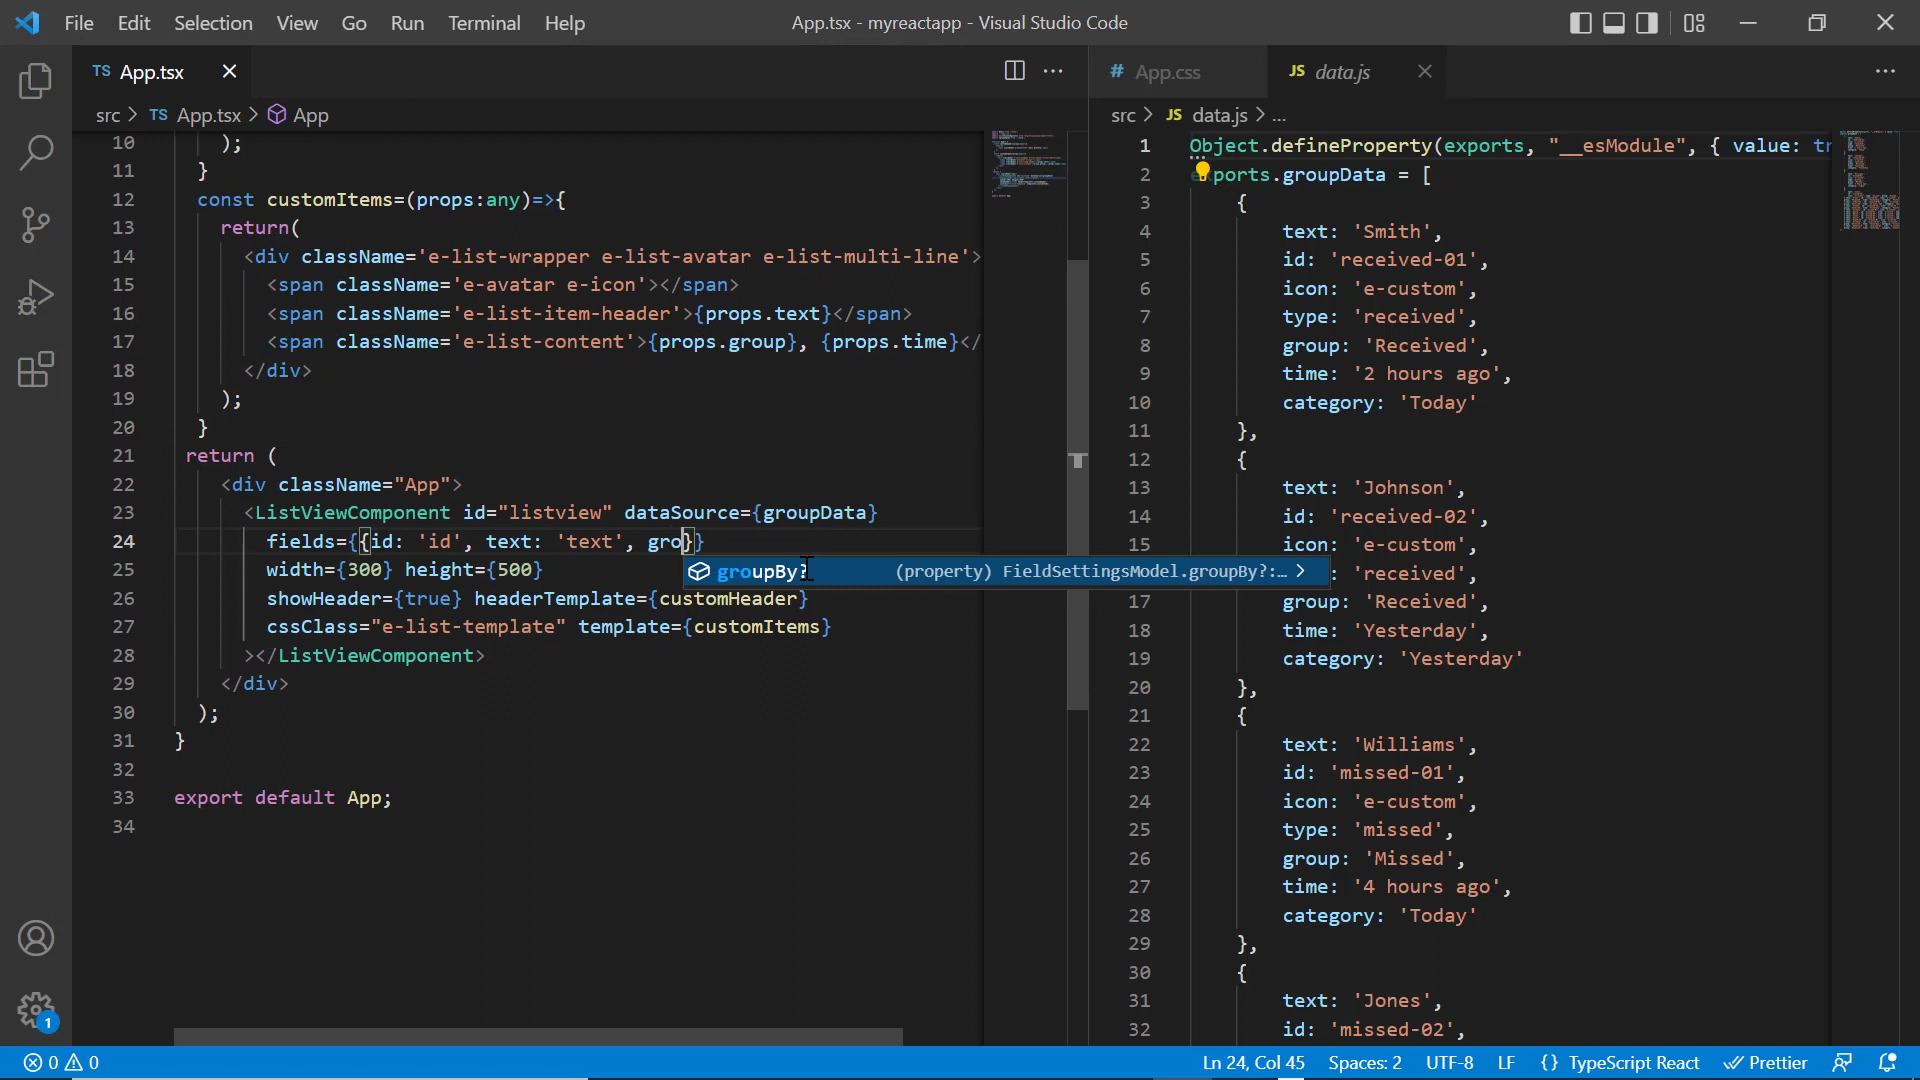 File Edit Selection View Go Run Terminal Help App.tsx - myreactapp - Visual Studio Code
TS App.tsx
src > TS App.tsx > App
10 );
11 }
12 const customItems=(props:any)=>{
13 return(
14 <div className='e-list-wrapper e-list-avatar e-list-multi-line'>
15 <span className='e-avatar e-icon'></span>
16 <span className='e-list-item-header'>{props.text}</span>
17 <span className='e-list-content'>{props.group}, {props.time}</
18 </div>
19 );
20 }
21 return (
22 <div className="App">
23 <ListViewComponent id="listview" dataSource={groupData}
24 fields={{id: 'id', text: 'text', gro}}
groupBy? (property) FieldSettingsModel.groupBy?:… >
25 width={300} height={500}
26 showHeader={true} headerTemplate={customHeader}
27 cssClass="e-list-template" template={customItems}
28 ></ListViewComponent>
29 </div>
30 );
31 }
32
33 export default App;
34
# App.css JS data.js
src > JS data.js > ...
1 Object.defineProperty(exports, "__esModule", { value: tr
2 exports.groupData = [
3 {
4 text: 'Smith',
5 id: 'received-01',
6 icon: 'e-custom',
7 type: 'received',
8 group: 'Received',
9 time: '2 hours ago',
10 category: 'Today'
11 },
12 {
13 text: 'Johnson',
14 id: 'received-02',
15 icon: 'e-custom',
: 'received',
17 group: 'Received',
18 time: 'Yesterday',
19 category: 'Yesterday'
20 },
21 {
22 text: 'Williams',
23 id: 'missed-01',
24 icon: 'e-custom',
25 type: 'missed',
26 group: 'Missed',
27 time: '4 hours ago',
28 category: 'Today'
29 },
30 {
31 text: 'Jones',
32 id: 'missed-02',
1
0 0 Ln 24, Col 45 Spaces: 2 UTF-8 LF {} TypeScript React Prettier